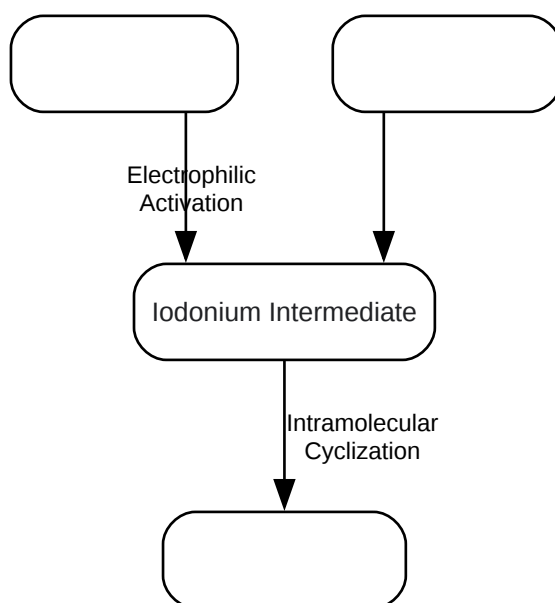 Electrophilic
Activation
Iodonium Intermediate
Intramolecular
Cyclization